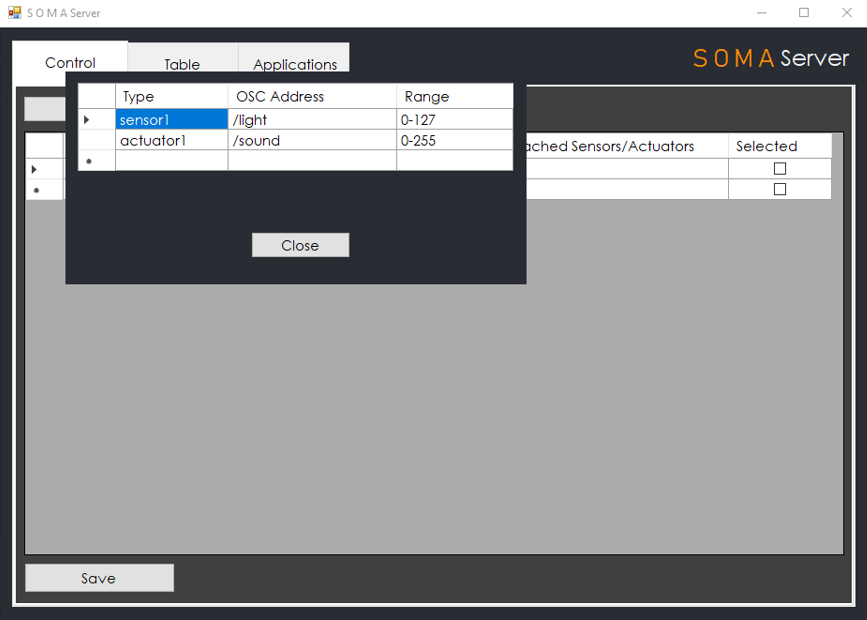 S O M A Server
Control Table Applications
S O M A Server
Type OSC Address Range
sensor1 /light 0-127
actuator1 /sound 0-255
Sensors/Actuators Selected
Close
Save